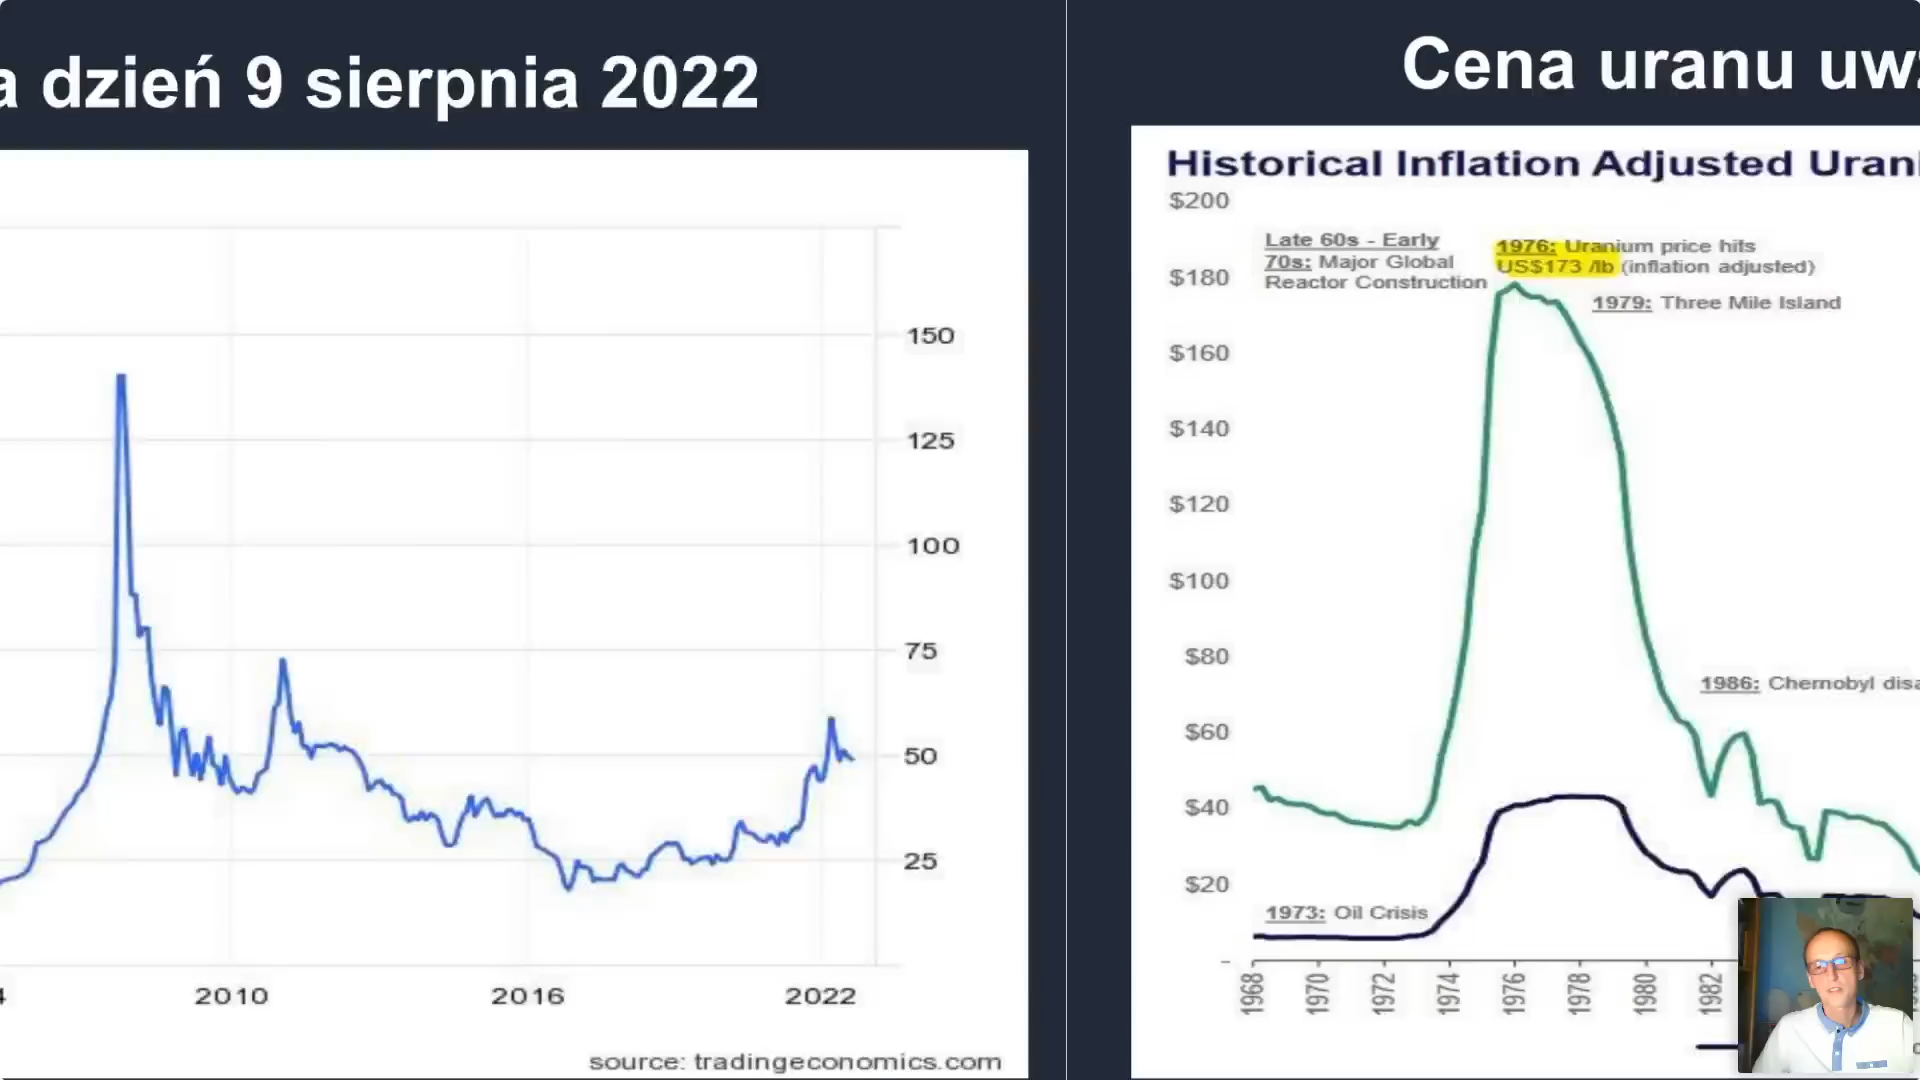 a dzień 9 sierpnia 2022
150
125
100
75
50
25
2010
2016
2022
source: tradingeconomics.com
Cena uranu uw
Historical Inflation Adjusted Uran
$200
$180
$160
$140
$120
$100
$80
$60
$40
$20
-
Late 60s - Early
70s: Major Global
Reactor Construction
1976: Uranium price hits
US$173 /lb (inflation adjusted)
1979: Three Mile Island
1986: Chernobyl disa
1973: Oil Crisis
1968
1970
1972
1974
1976
1978
1980
1982